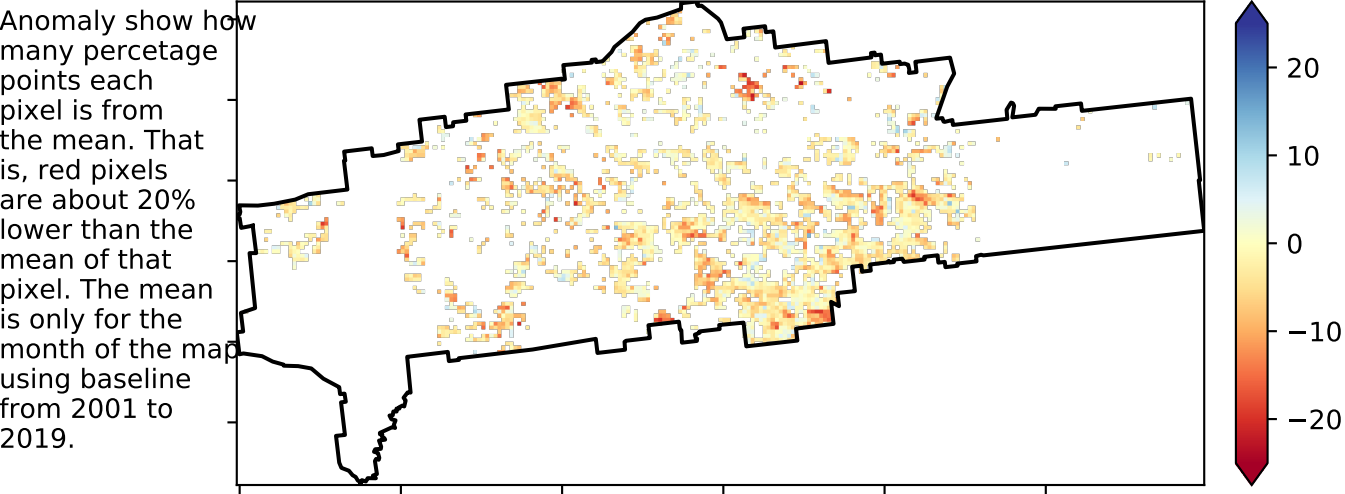 Anomaly show how
many percetage
points each
pixel is from
the mean. That
is, red pixels
are about 20%
lower than the
mean of that
pixel. The mean
is only for the
month of the map
using baseline
from 2001 to
2019.
20
10
0
−10
−20